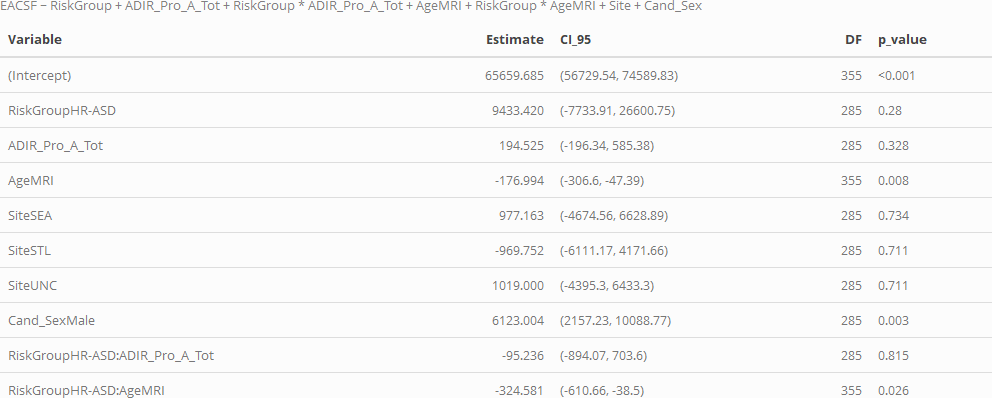 EACSF ~ RiskGroup + ADIR_Pro_A_Tot + RiskGroup * ADIR_Pro_A_Tot + AgeMRI + RiskGroup * AgeMRI + Site + Cand_Sex
Variable Estimate CI_95 DF p_value
(Intercept) 65659.685 (56729.54, 74589.83) 355 <0.001
RiskGroupHR-ASD 9433.420 (-7733.91, 26600.75) 285 0.28
ADIR_Pro_A_Tot 194.525 (-196.34, 585.38) 285 0.328
AgeMRI -176.994 (-306.6, -47.39) 355 0.008
SiteSEA 977.163 (-4674.56, 6628.89) 285 0.734
SiteSTL -969.752 (-6111.17, 4171.66) 285 0.711
SiteUNC 1019.000 (-4395.3, 6433.3) 285 0.711
Cand_SexMale 6123.004 (2157.23, 10088.77) 285 0.003
RiskGroupHR-ASD:ADIR_Pro_A_Tot -95.236 (-894.07, 703.6) 285 0.815
RiskGroupHR-ASD:AgeMRI -324.581 (-610.66, -38.5) 355 0.026